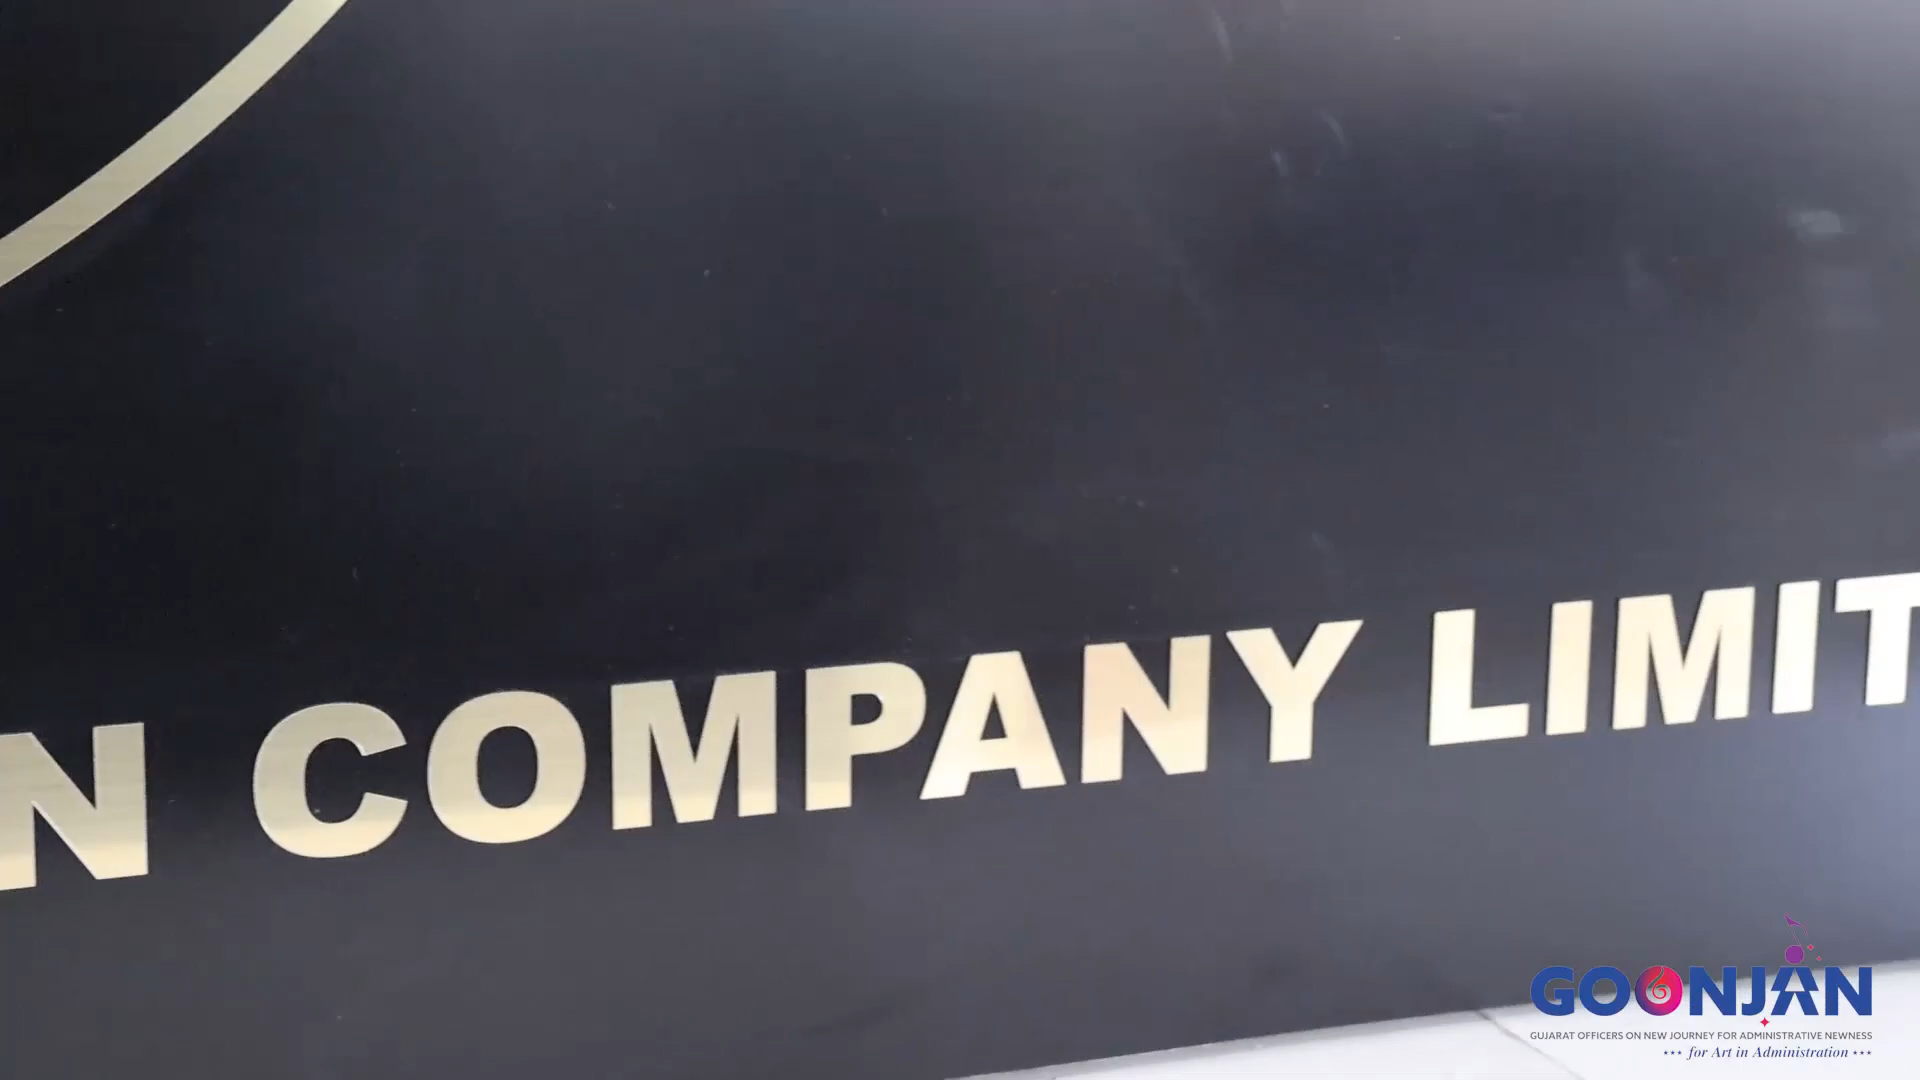 N COMPANY LIMIT
GOONJAN
GUJARAT OFFICERS ON NEW JOURNEY FOR ADMINISTRATIVE NEWNESS
for Art in Administration